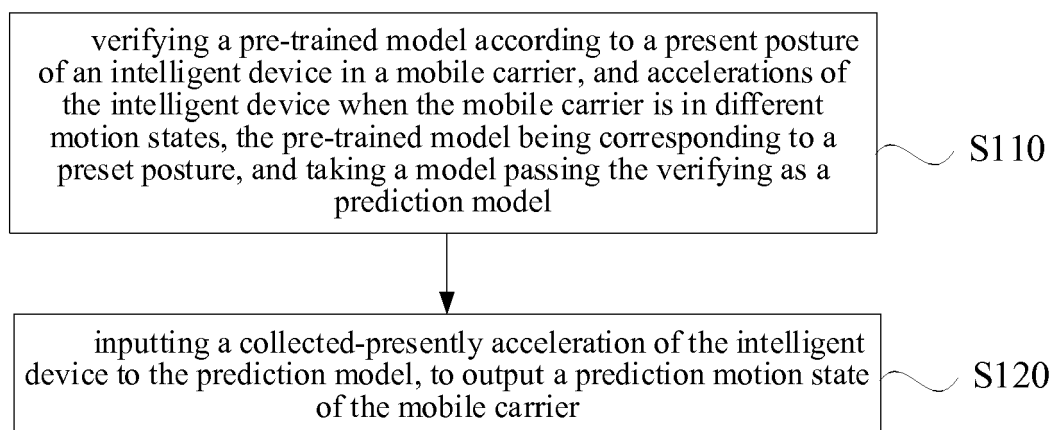 verifying a pre-trained model according to a present posture
of an intelligent device in a mobile carrier, and accelerations of
the intelligent device when the mobile carrier is in different
motion states, the pre-trained model being corresponding to a
preset posture, and taking a model passing the verifying as a
prediction model
S110
inputting a collected-presently acceleration of the intelligent
device to the prediction model, to output a prediction motion state
of the mobile carrier
S120